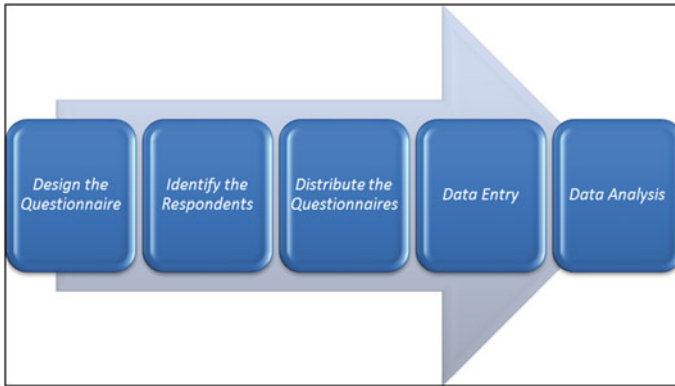 Design the
Questionnaire
Identify the
Respondents
Distribute the
Questionnaires
Data Entry
Data Analysis